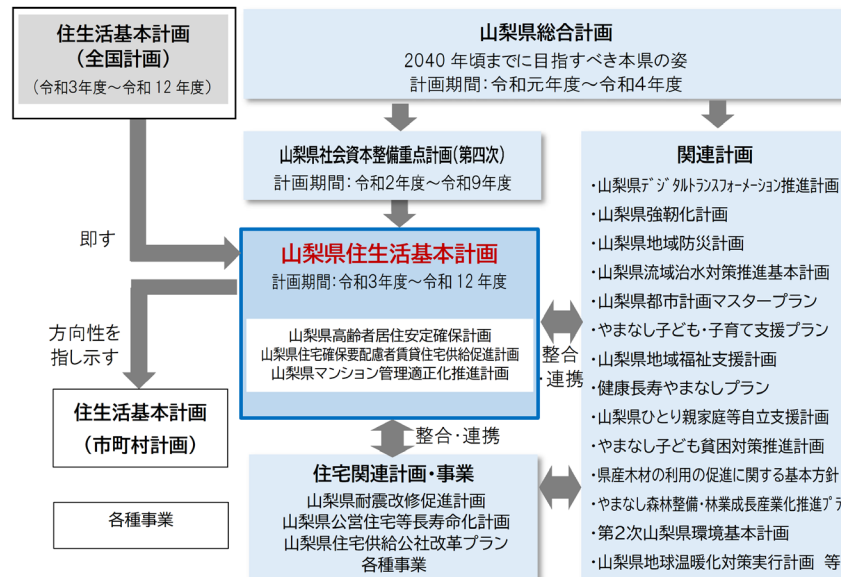 住生活基本計画
（全国計画）
（令和3年度～令和12年度）
山梨県総合計画
2040年頃までに目指すべき本県の姿
計画期間：令和元年度～令和4年度
山梨県社会資本整備重点計画（第四次）
計画期間：令和2年度～令和9年度
即す
山梨県住生活基本計画
計画期間：令和3年度～令和12年度
山梨県高齢者居住安定確保計画
山梨県住宅確保要配慮者賃貸住宅供給促進計画
山梨県マンション管理適正化推進計画
方向性を
指し示す
住生活基本計画
（市町村計画）
各種事業
整合・連携
住宅関連計画・事業
山梨県耐震改修促進計画
山梨県公営住宅等長寿命化計画
山梨県住宅供給公社改革プラン
各種事業
整合
・連携
関連計画
・山梨県ﾃﾞｼﾞﾀﾙﾄﾗﾝｽﾌｫｰﾒｰｼｮﾝ推進計画
・山梨県強靭化計画
・山梨県地域防災計画
・山梨県流域治水対策推進基本計画
・山梨県都市計画マスタープラン
・やまなし子ども・子育て支援プラン
・山梨県地域福祉支援計画
・健康長寿やまなしプラン
・山梨県ひとり親家庭等自立支援計画
・やまなし子ども貧困対策推進計画
・県産木材の利用の促進に関する基本方針
・やまなし森林整備・林業成長産業化推進ﾌﾟﾗ
・第2次山梨県環境基本計画
・山梨県地球温暖化対策実行計画 等